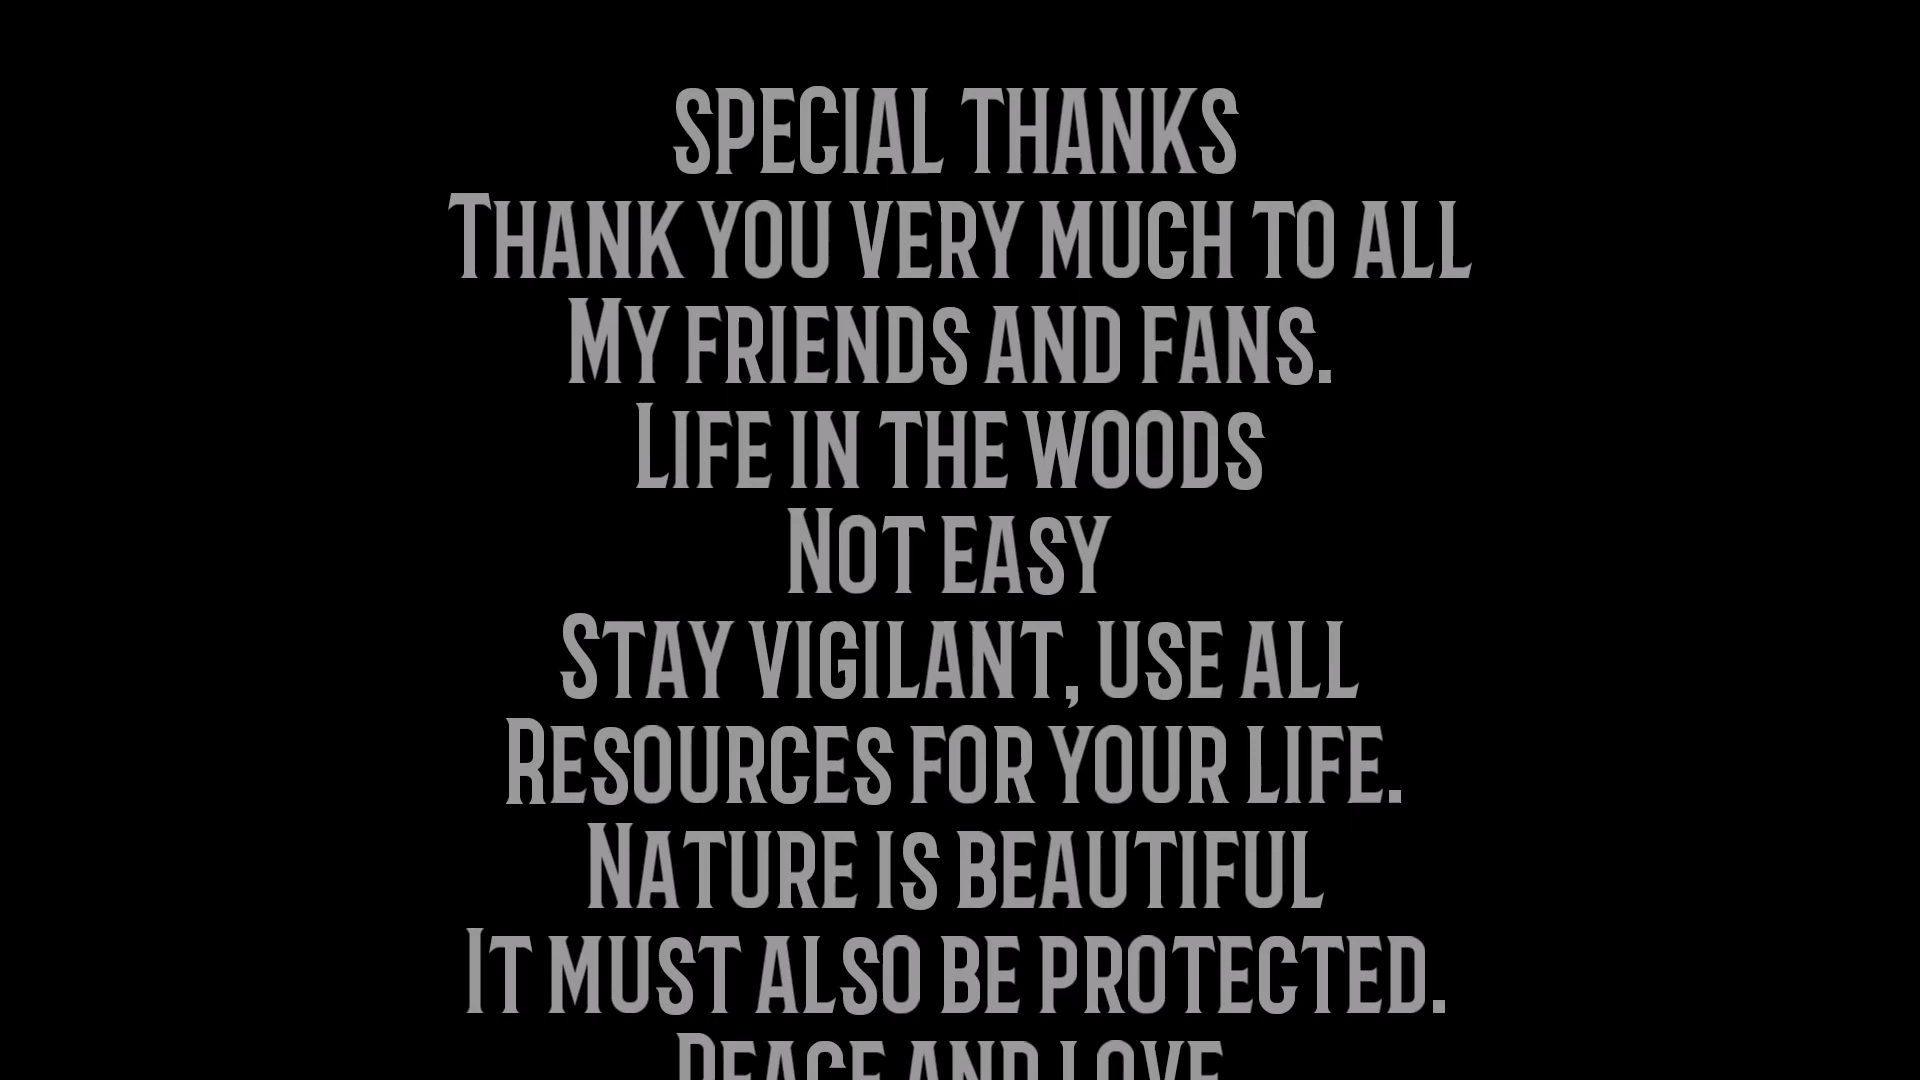 SPECIAL THANKS
THANK YOU VERY MUCH TO ALL
MY FRIENDS AND FANS.
LIFE IN THE WOODS
NOT EASY
STAY VIGILANT, USE ALL
RESOURCES FOR YOUR LIFE.
NATURE IS BEAUTIFUL
IT MUST ALSO BE PROTECTED.
PEACE AND LOVE